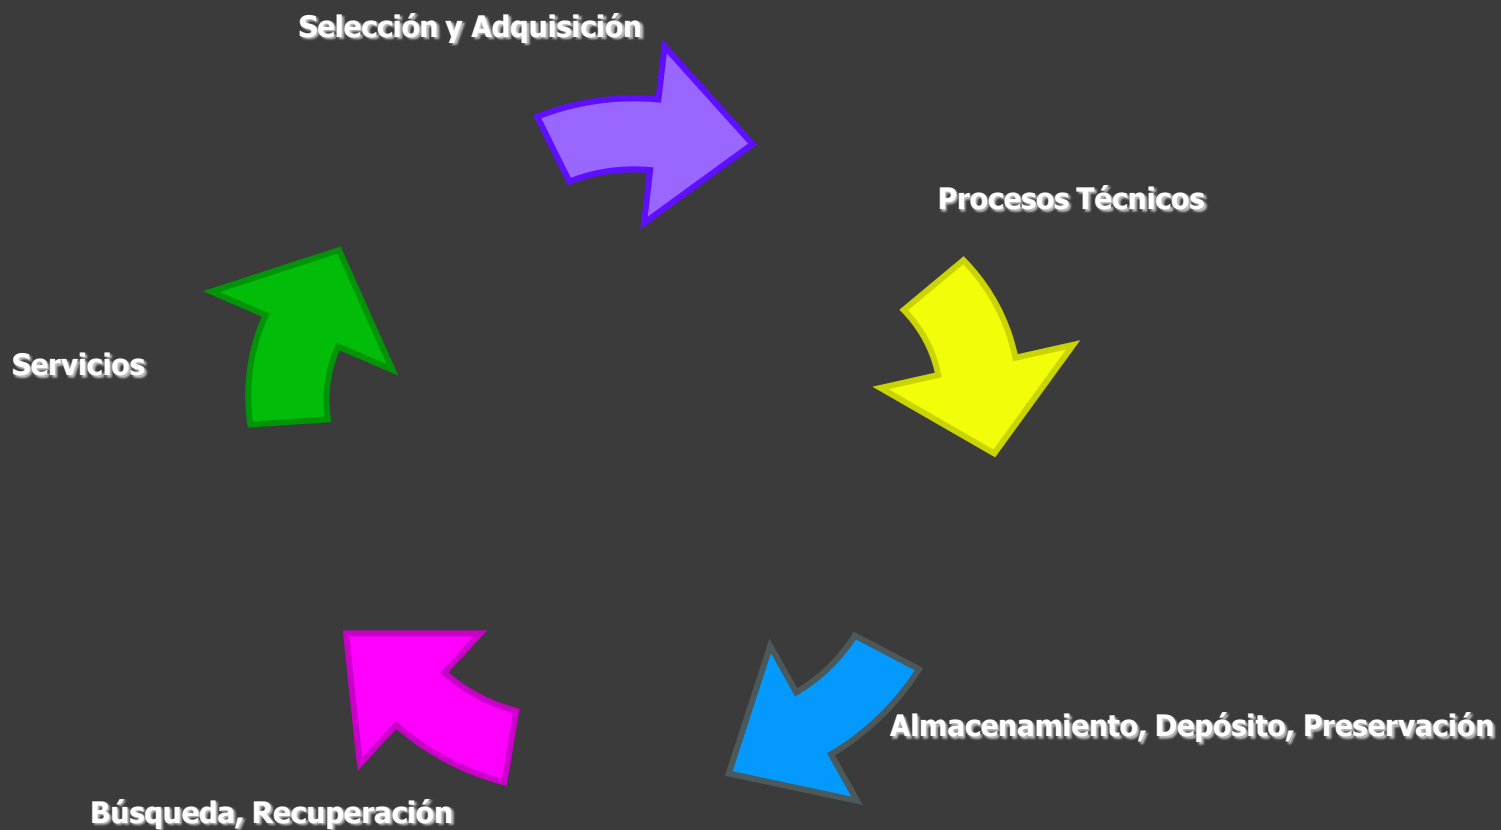 Selección y Adquisición
Procesos Técnicos
Servicios
Almacenamiento, Depósito, Preservación
Búsqueda, Recuperación